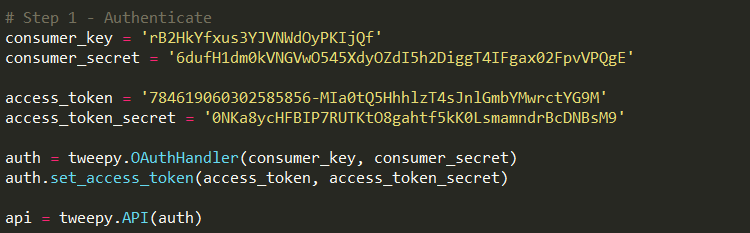 # Step 1 - Authenticate
consumer_key = 'rB2HkYfxus3YJVNWdOyPKIjQf'
consumer_secret = '6dufH1dm0kVNGVwO545XdyOZdI5h2DiggT4IFgax02FpvVPQgE'
access_token = '784619060302585856-MIa0tQ5HhhlzT4sJnlGmbYMwrctYG9M'
access_token_secret = '0NKa8ycHFBIP7RUTKtO8gahtf5kK0LsmamndrBcDNBsM9'
auth = tweepy.OAuthHandler(consumer_key, consumer_secret)
auth.set_access_token(access_token, access_token_secret)
api = tweepy.API(auth)